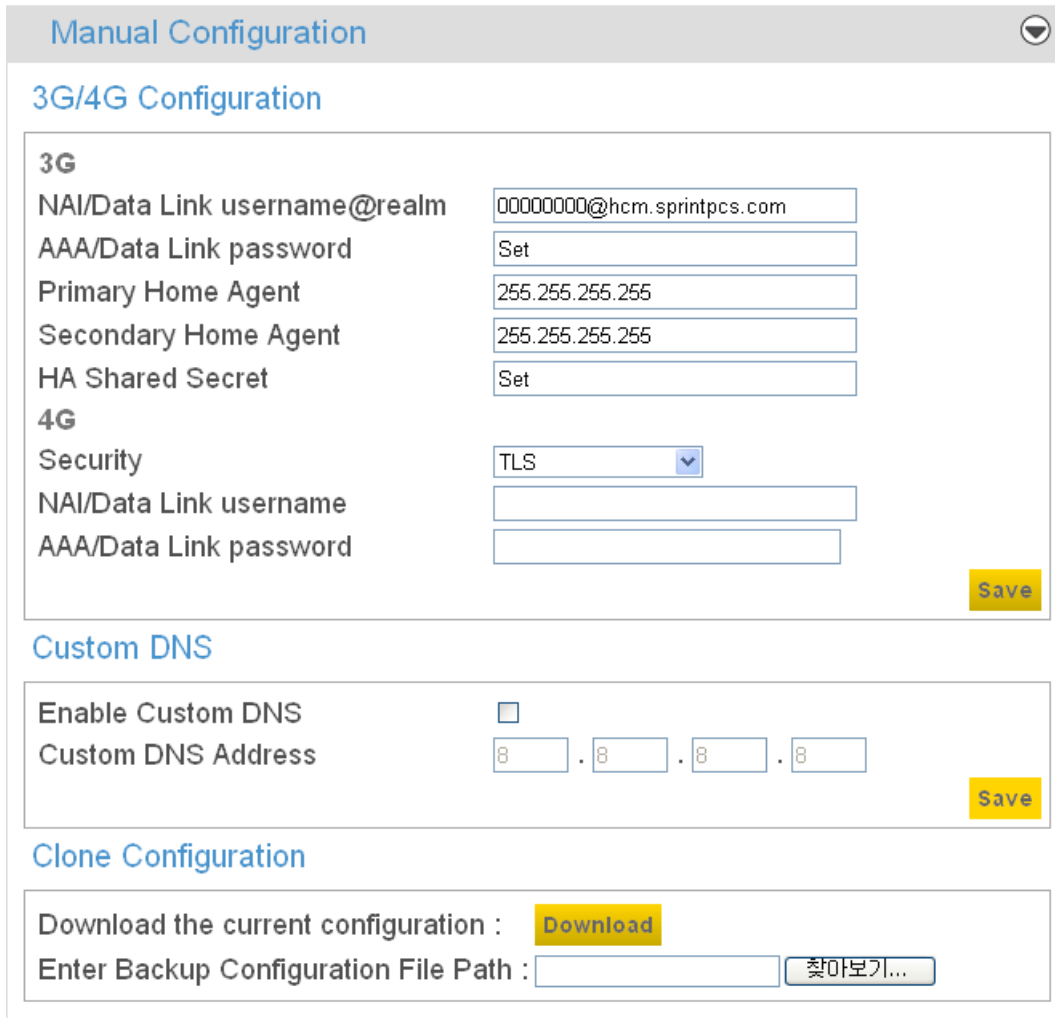 Manual Configuration
3G/4G Configuration
3G
NAI/Data Link username@realm 00000000@hcm.sprintpcs.com
AAA/Data Link password Set
Primary Home Agent 255.255.255.255
Secondary Home Agent 255.255.255.255
HA Shared Secret Set
4G
Security TLS
NAI/Data Link username
AAA/Data Link password
Save
Custom DNS
Enable Custom DNS
Custom DNS Address 8 . 8 . 8 . 8
Save
Clone Configuration
Download the current configuration : Download
Enter Backup Configuration File Path : 찾아보기...